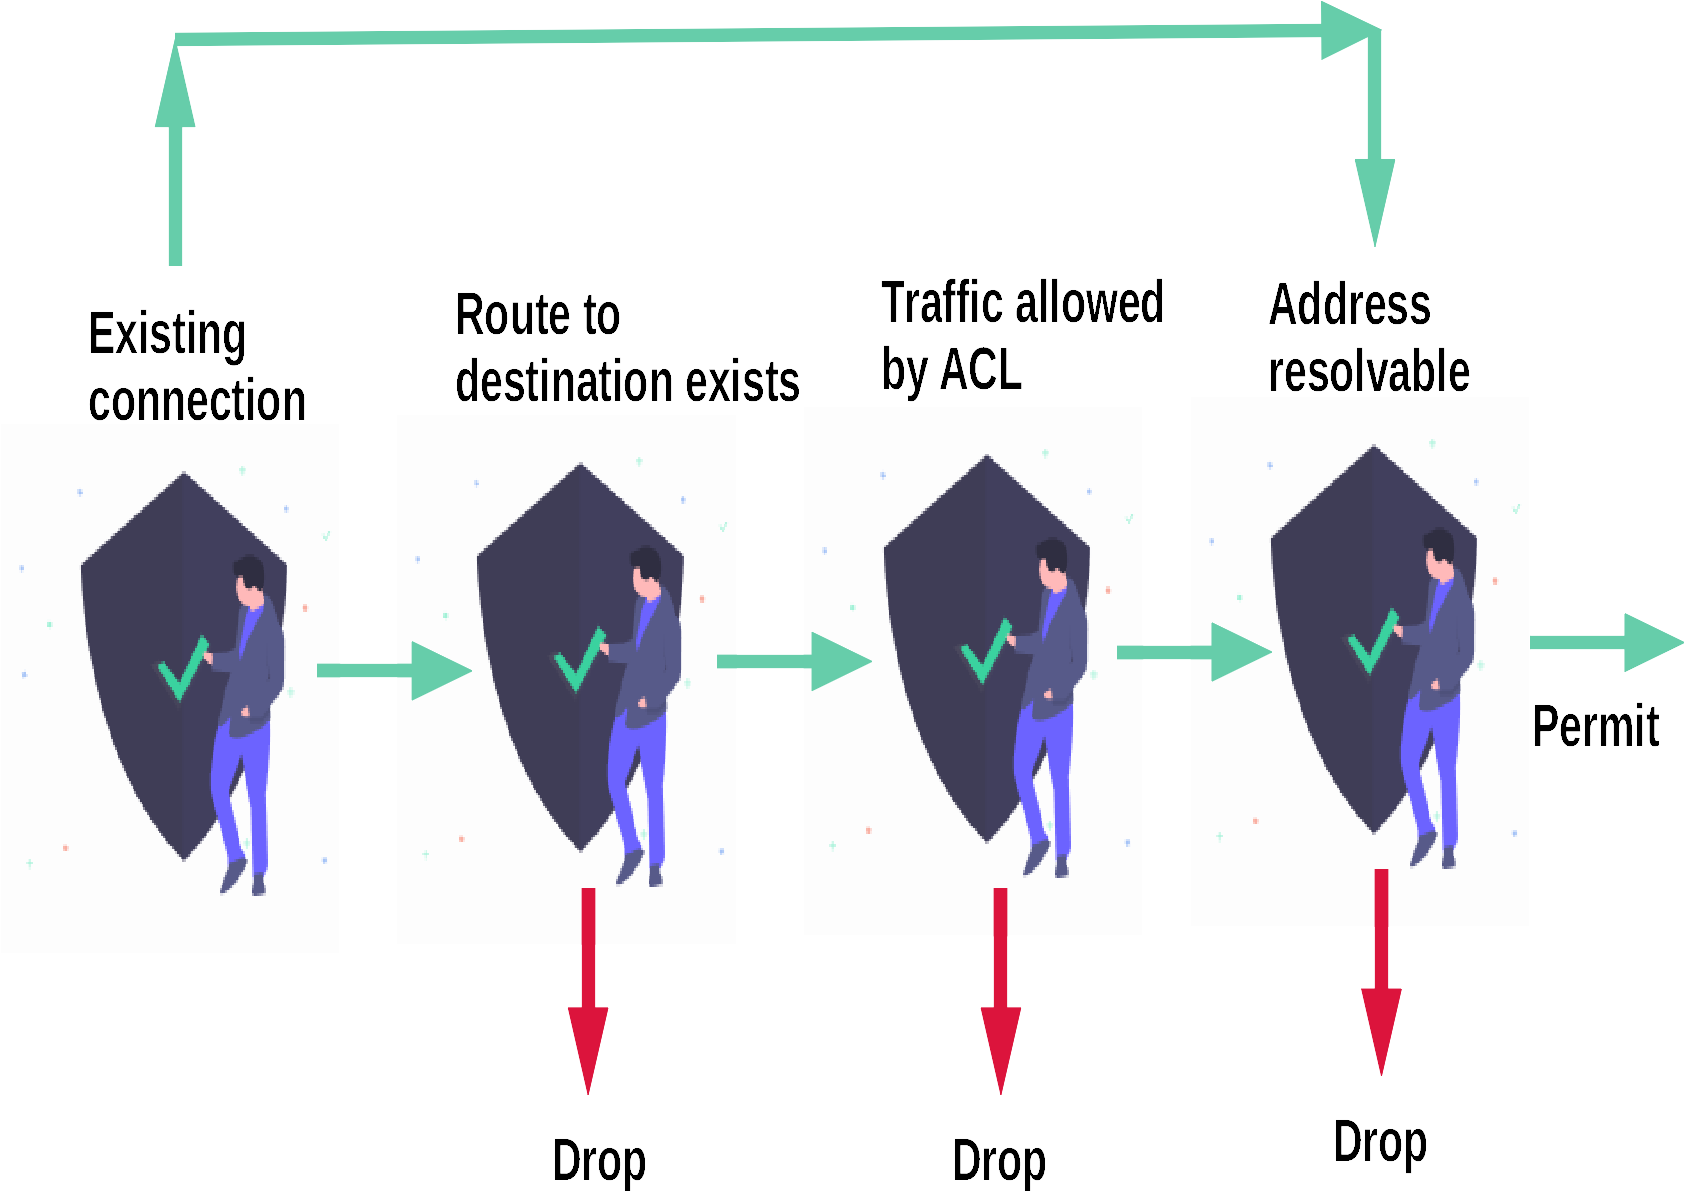 Existing
connection
Route to
destination exists
Traffic allowed
by ACL
Address
resolvable
Permit
Drop
Drop
Drop